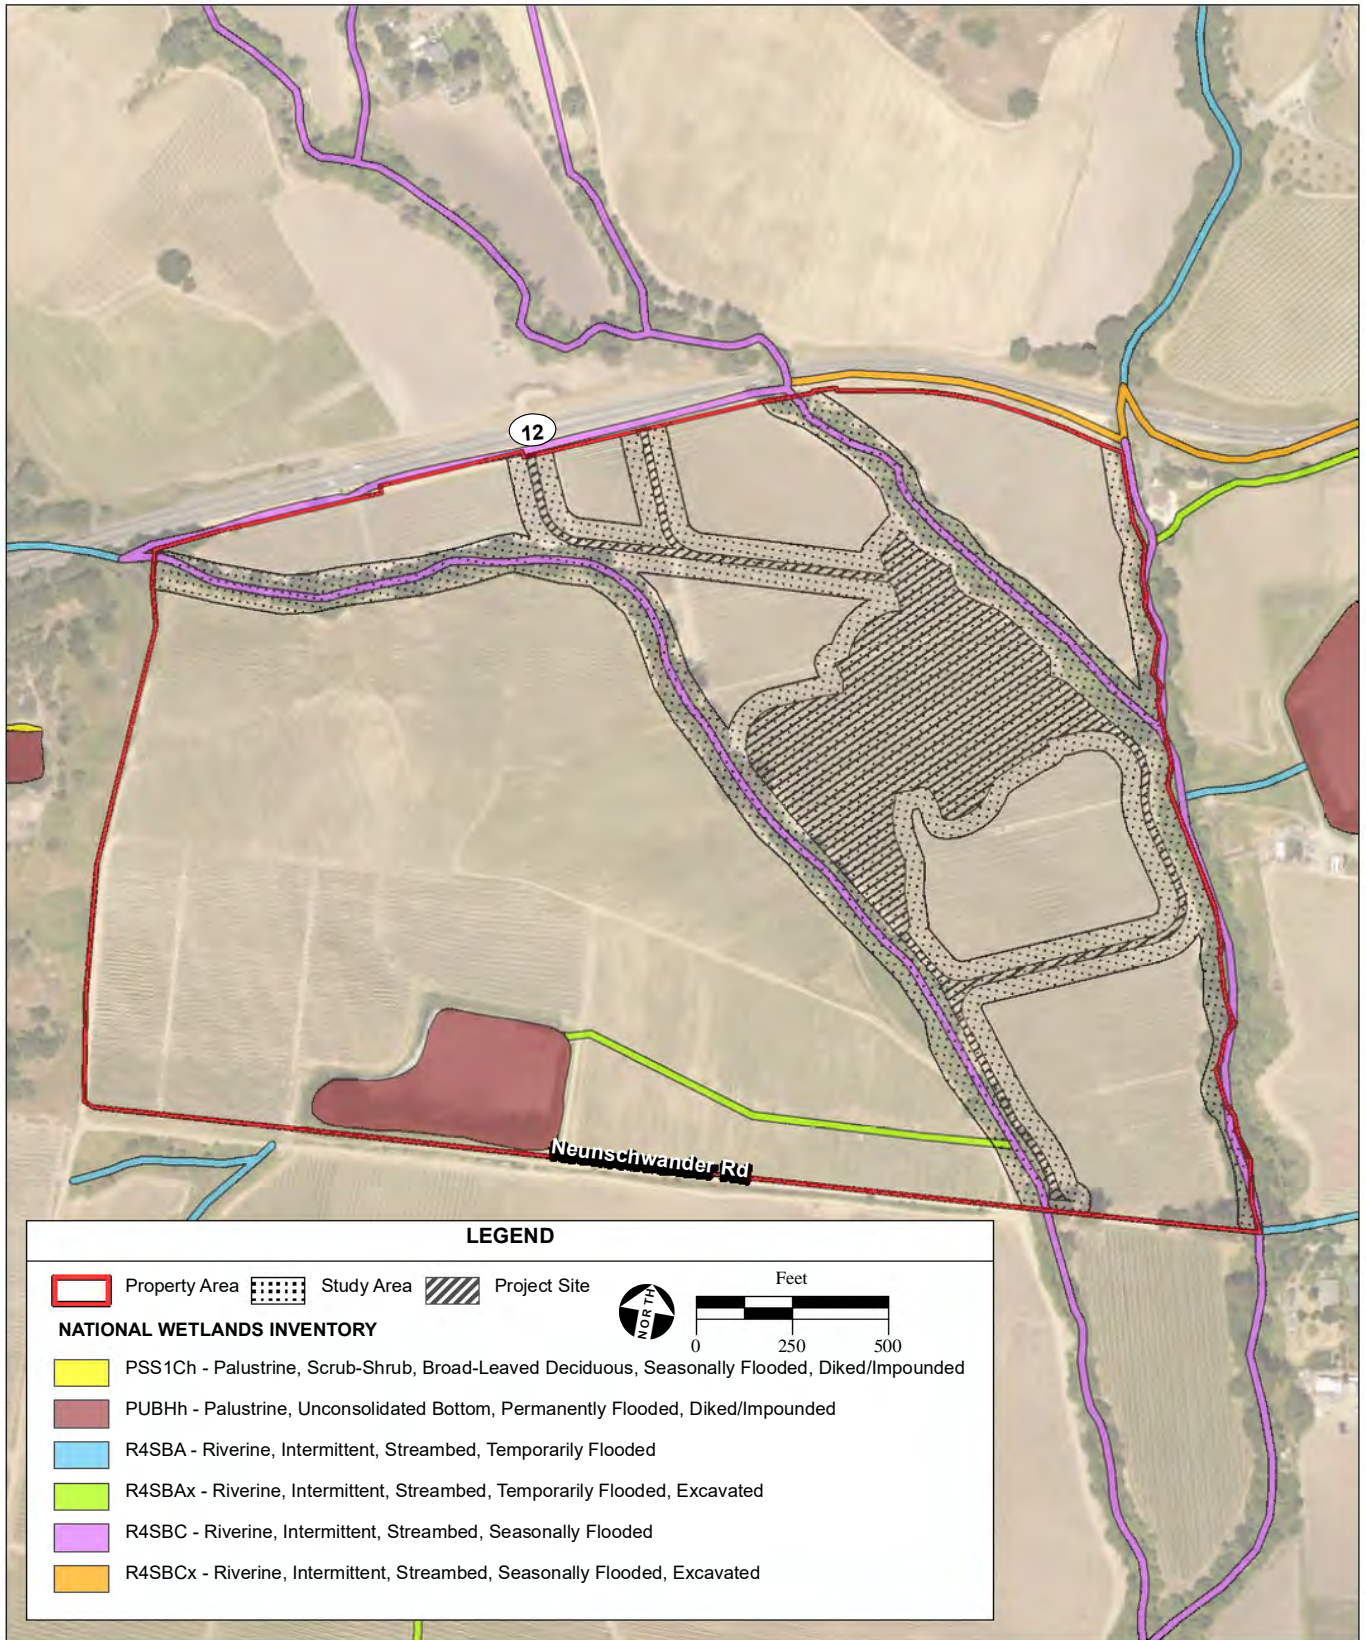 12
Neunschwander Rd
LEGEND
Property Area Study Area Project Site
NORTH
Feet
0 250 500
NATIONAL WETLANDS INVENTORY
PSS1Ch - Palustrine, Scrub-Shrub, Broad-Leaved Deciduous, Seasonally Flooded, Diked/Impounded
PUBHh - Palustrine, Unconsolidated Bottom, Permanently Flooded, Diked/Impounded
R4SBA - Riverine, Intermittent, Streambed, Temporarily Flooded
R4SBAx - Riverine, Intermittent, Streambed, Temporarily Flooded, Excavated
R4SBC - Riverine, Intermittent, Streambed, Seasonally Flooded
R4SBCx - Riverine, Intermittent, Streambed, Seasonally Flooded, Excavated